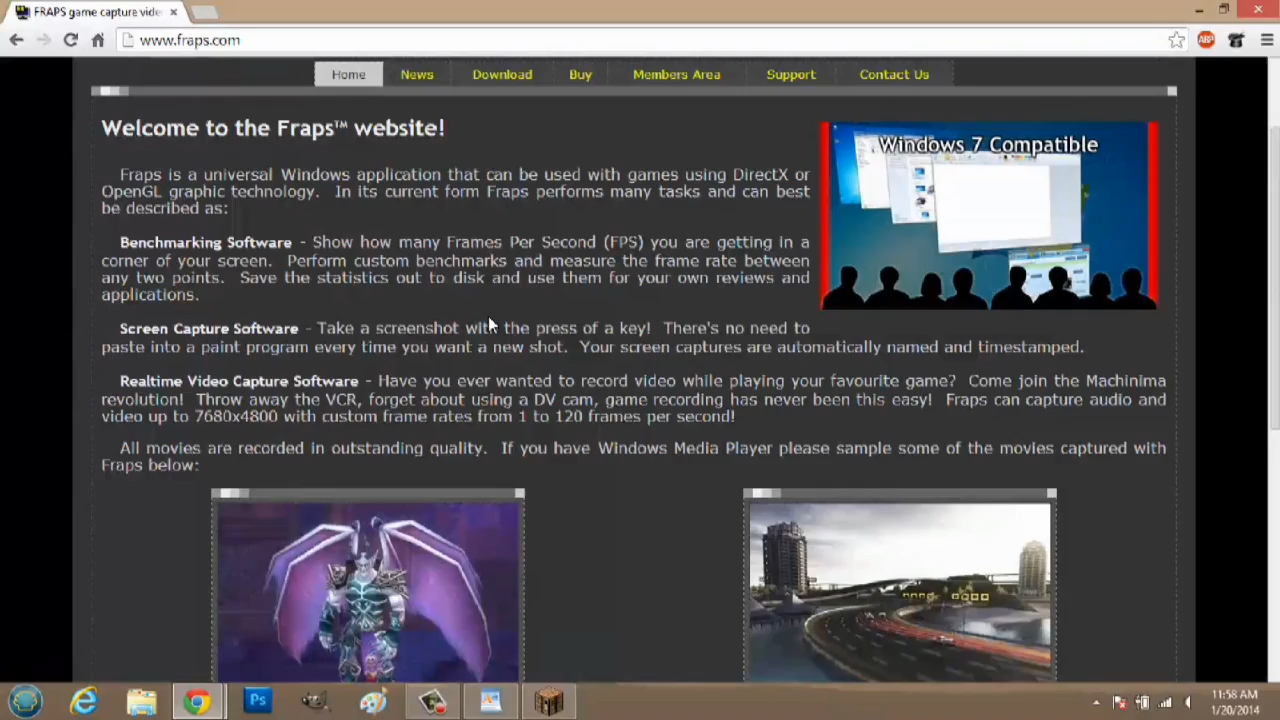 FRAPS game capture vide
www.fraps.com
ABP
Home News Download Buy Members Area Support Contact Us
Welcome to the Fraps™ website!
Windows 7 Compatible
Fraps is a universal Windows application that can be used with games using DirectX or
OpenGL graphic technology. In its current form Fraps performs many tasks and can best
be described as:
Benchmarking Software - Show how many Frames Per Second (FPS) you are getting in a
corner of your screen. Perform custom benchmarks and measure the frame rate between
any two points. Save the statistics out to disk and use them for your own reviews and
applications.
Screen Capture Software - Take a screenshot with the press of a key! There's no need to
paste into a paint program every time you want a new shot. Your screen captures are automatically named and timestamped.
Realtime Video Capture Software - Have you ever wanted to record video while playing your favourite game? Come join the Machinima
revolution! Throw away the VCR, forget about using a DV cam, game recording has never been this easy! Fraps can capture audio and
video up to 7680x4800 with custom frame rates from 1 to 120 frames per second!
All movies are recorded in outstanding quality. If you have Windows Media Player please sample some of the movies captured with
Fraps below:
Ps
11:58 AM
1/20/2014